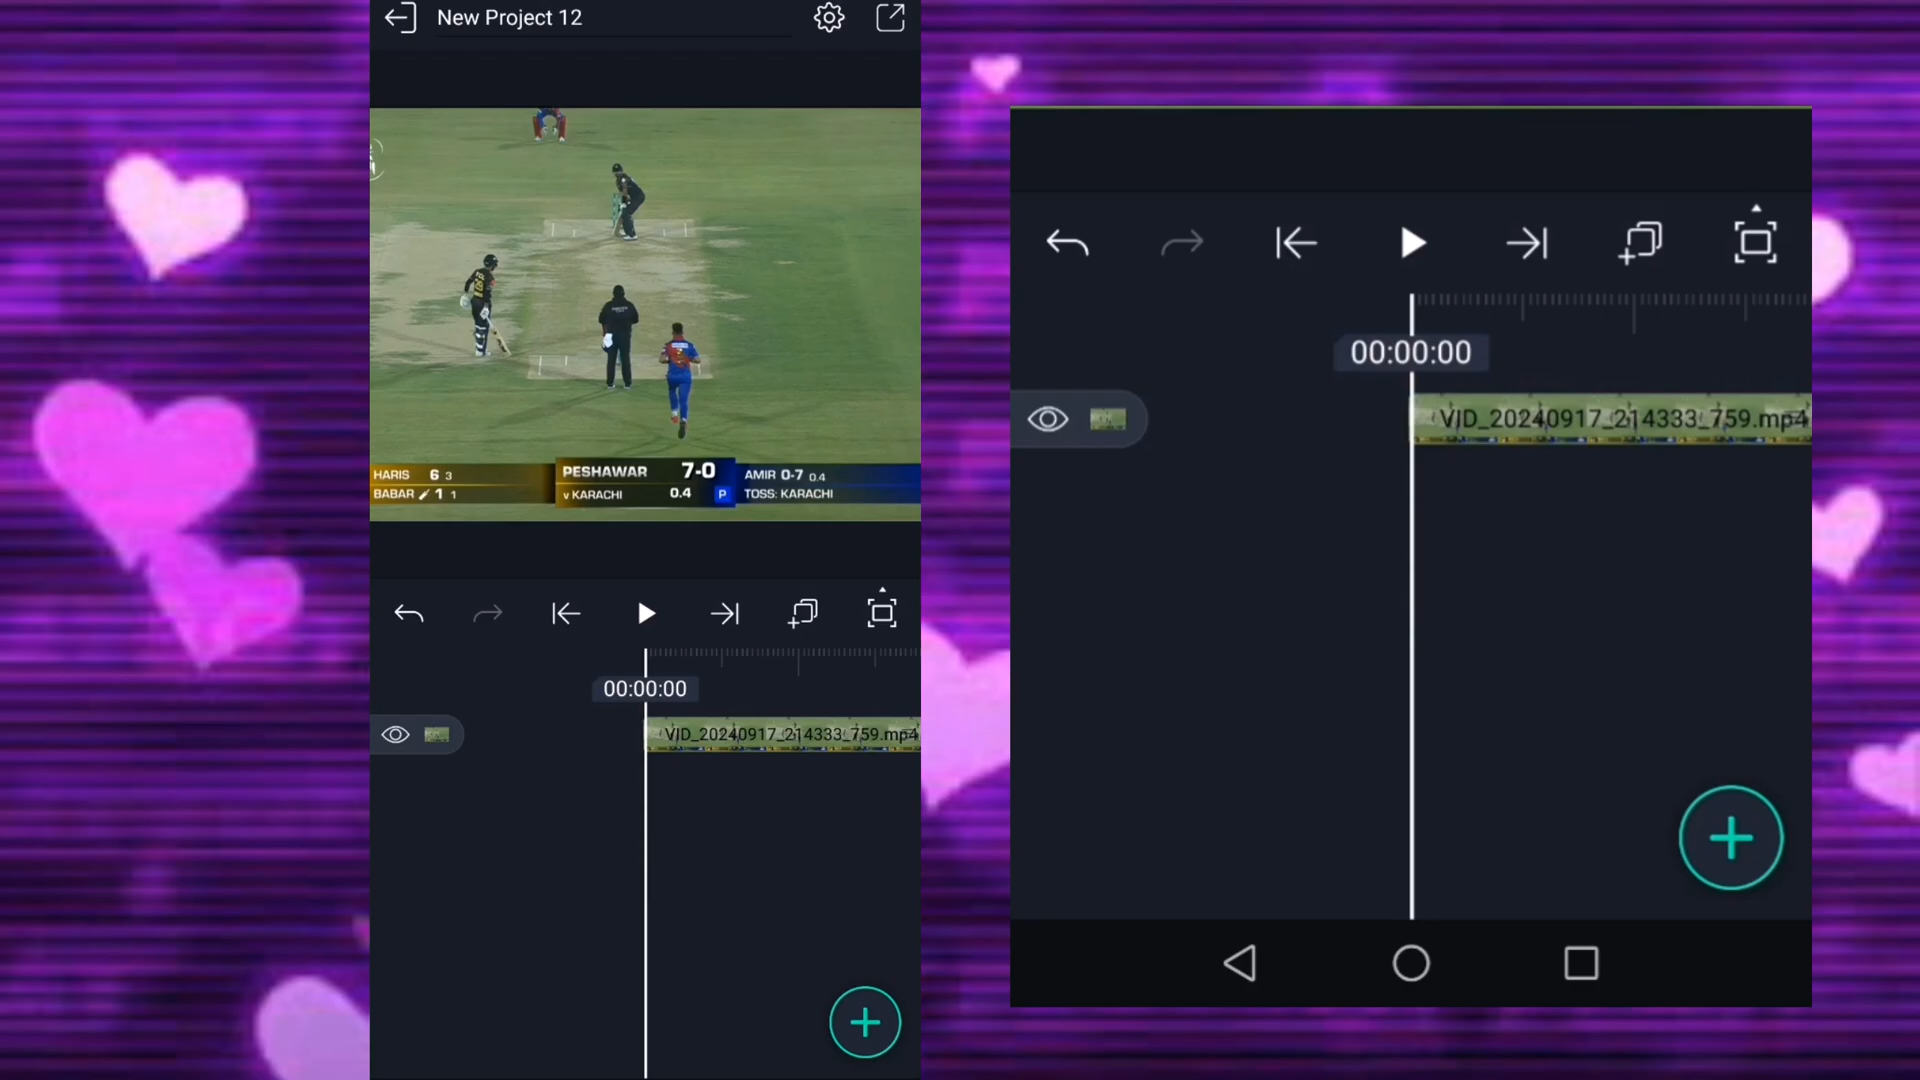 New Project 12
HARIS 6 3
BABAR 1 1
PESHAWAR 7-0
v KARACHI 0.4 P
AMIR 0-7 0.4
TOSS: KARACHI
00:00:00
VID_20240917_214333_759.mp4
00:00:00
VID_20240917_214333_759.mp4